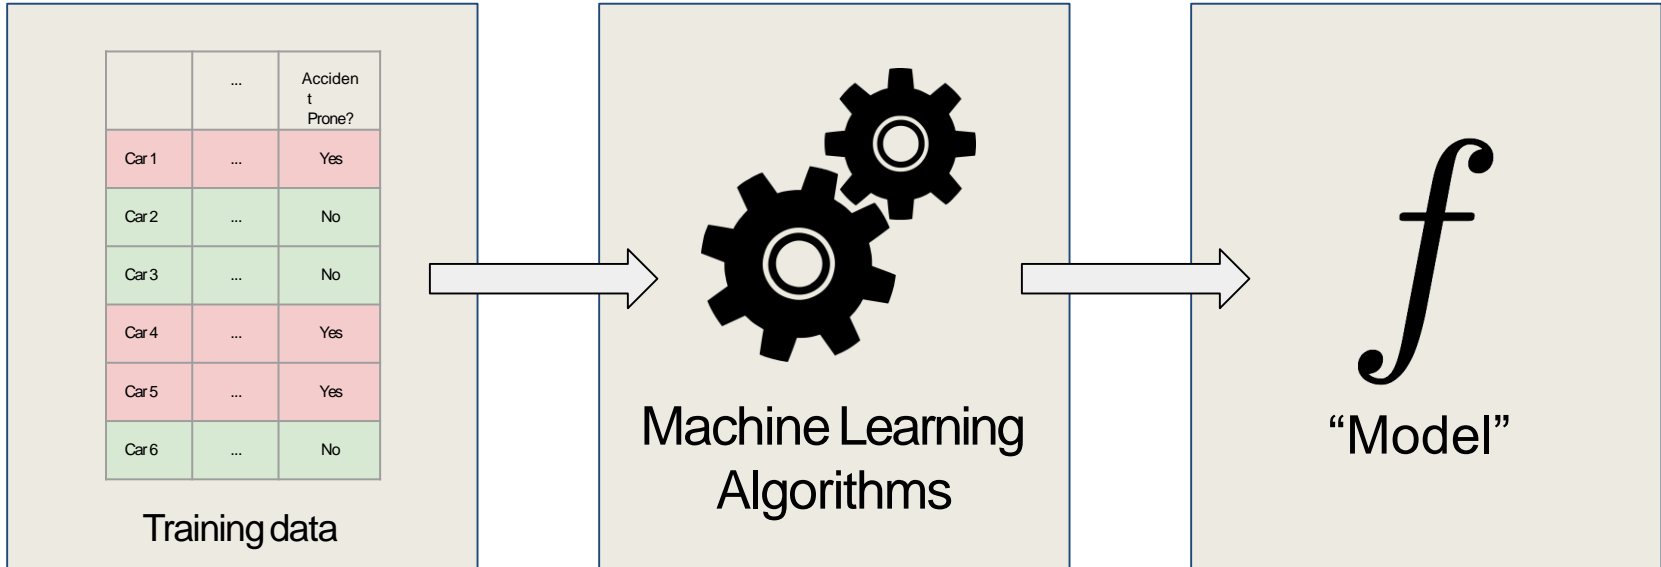 ... Acciden
t
Prone?
Car 1 ... Yes
Car 2 ... No
Car 3 ... No
Car 4 ... Yes
Car 5 ... Yes
Car 6 ... No
Training data
Machine Learning
Algorithms
f
“Model”